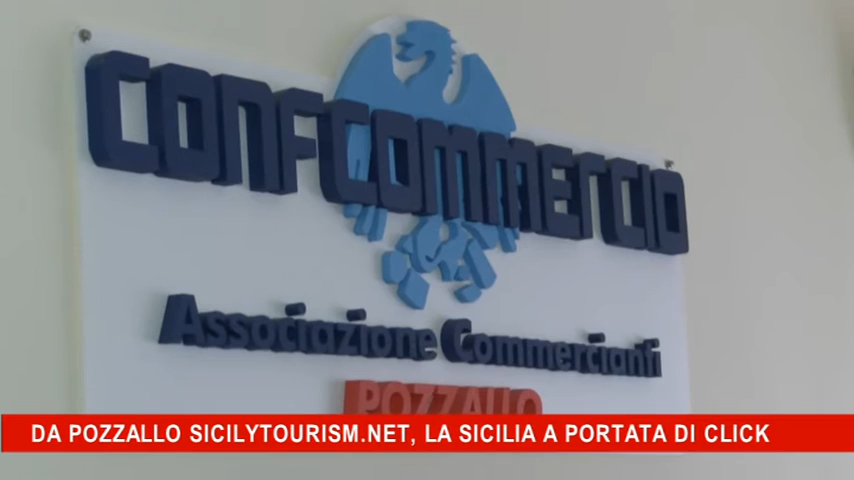 CONFCOMMERCIO
Associazione Commercianti
POZZALLO
DA POZZALLO SICILYTOURISM.NET, LA SICILIA A PORTATA DI CLICK